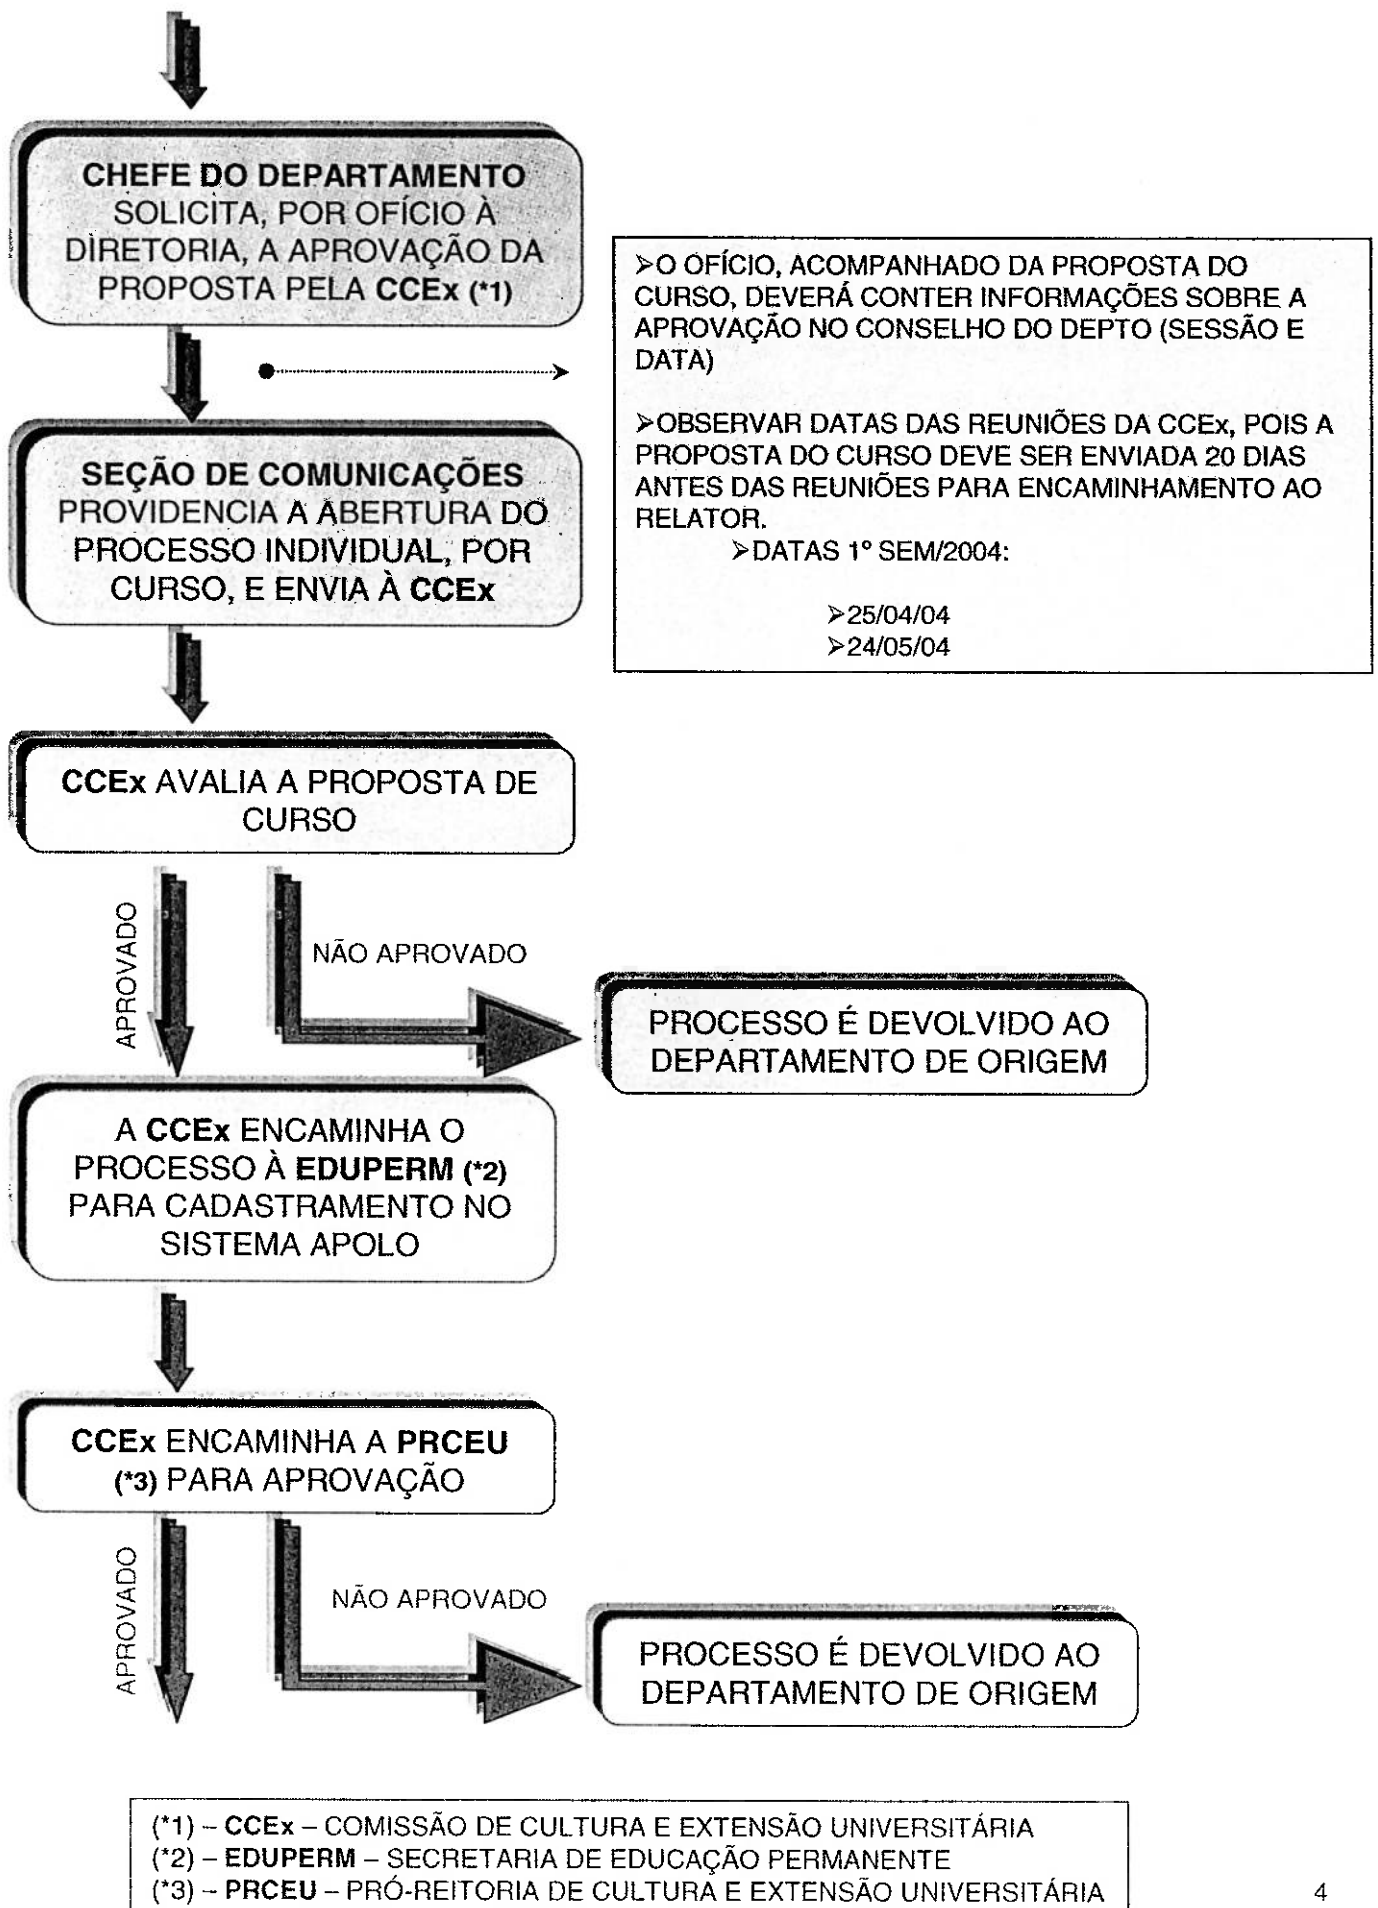 CHEFE DO DEPARTAMENTO
SOLICITA, POR OFÍCIO À
DIRETORIA, A APROVAÇÃO DA
PROPOSTA PELA CCEx (*1)
➢O OFÍCIO, ACOMPANHADO DA PROPOSTA DO
CURSO, DEVERÁ CONTER INFORMAÇÕES SOBRE A
APROVAÇÃO NO CONSELHO DO DEPTO (SESSÃO E
DATA)
➢OBSERVAR DATAS DAS REUNIÕES DA CCEx, POIS A
PROPOSTA DO CURSO DEVE SER ENVIADA 20 DIAS
ANTES DAS REUNIÕES PARA ENCAMINHAMENTO AO
RELATOR.
➢DATAS 1º SEM/2004:
➢25/04/04
➢24/05/04
SEÇÃO DE COMUNICAÇÕES
PROVIDENCIA A ABERTURA DO
PROCESSO INDIVIDUAL, POR
CURSO, E ENVIA À CCEx
CCEx AVALIA A PROPOSTA DE
CURSO
APROVADO
NÃO APROVADO
PROCESSO É DEVOLVIDO AO
DEPARTAMENTO DE ORIGEM
A CCEx ENCAMINHA O
PROCESSO À EDUPERM (*2)
PARA CADASTRAMENTO NO
SISTEMA APOLO
CCEx ENCAMINHA A PRCEU
(*3) PARA APROVAÇÃO
APROVADO
NÃO APROVADO
PROCESSO É DEVOLVIDO AO
DEPARTAMENTO DE ORIGEM
(*1) – CCEx – COMISSÃO DE CULTURA E EXTENSÃO UNIVERSITÁRIA
(*2) – EDUPERM – SECRETARIA DE EDUCAÇÃO PERMANENTE
(*3) – PRCEU – PRÓ-REITORIA DE CULTURA E EXTENSÃO UNIVERSITÁRIA
4